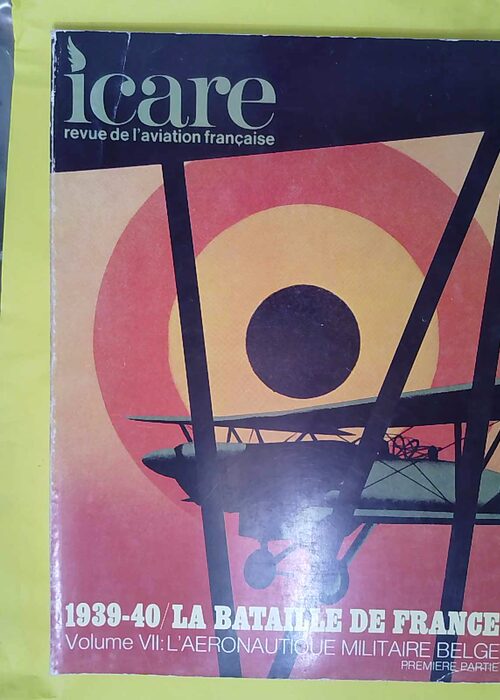 icare
revue de l'aviation française
1939-40/LA BATAILLE DE FRANCE
Volume VII: L'AERONAUTIQUE MILITAIRE BELGE
PREMIERE PARTIE